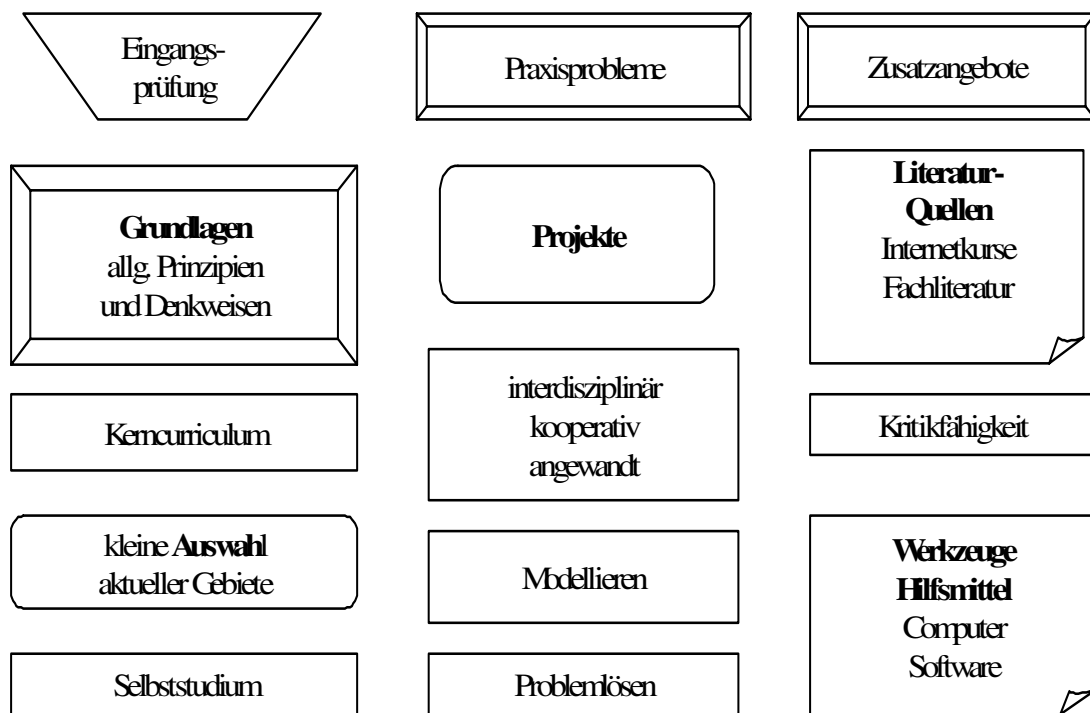 Eingangs-
prüfung
Praxisprobleme
Zusatzangebote
Grundlagen
allg. Prinzipien
und Denkweisen
Projekte
Literatur-
Quellen
Internetkurse
Fachliteratur
Kerncurriculum
interdisziplinär
kooperativ
angewandt
Kritikfähigkeit
kleine Auswahl
aktueller Gebiete
Modellieren
Werkzeuge
Hilfsmittel
Computer
Software
Selbststudium
Problemlösen